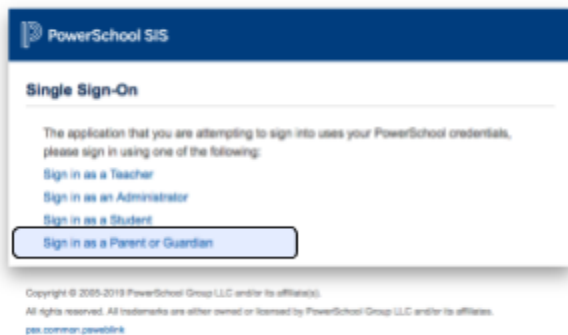 PowerSchool SIS
Single Sign-On
The application that you are attempting to sign into uses your PowerSchool credentials,
please sign in using one of the following:
Sign in as a Teacher
Sign in as an Administrator
Sign in as a Student
Sign in as a Parent or Guardian
Copyright © 2005-2019 PowerSchool Group LLC and/or its affiliate(s).
All rights reserved. All trademarks are either owned or licensed by PowerSchool Group LLC and/or its affiliates.
psx.common.psweblink